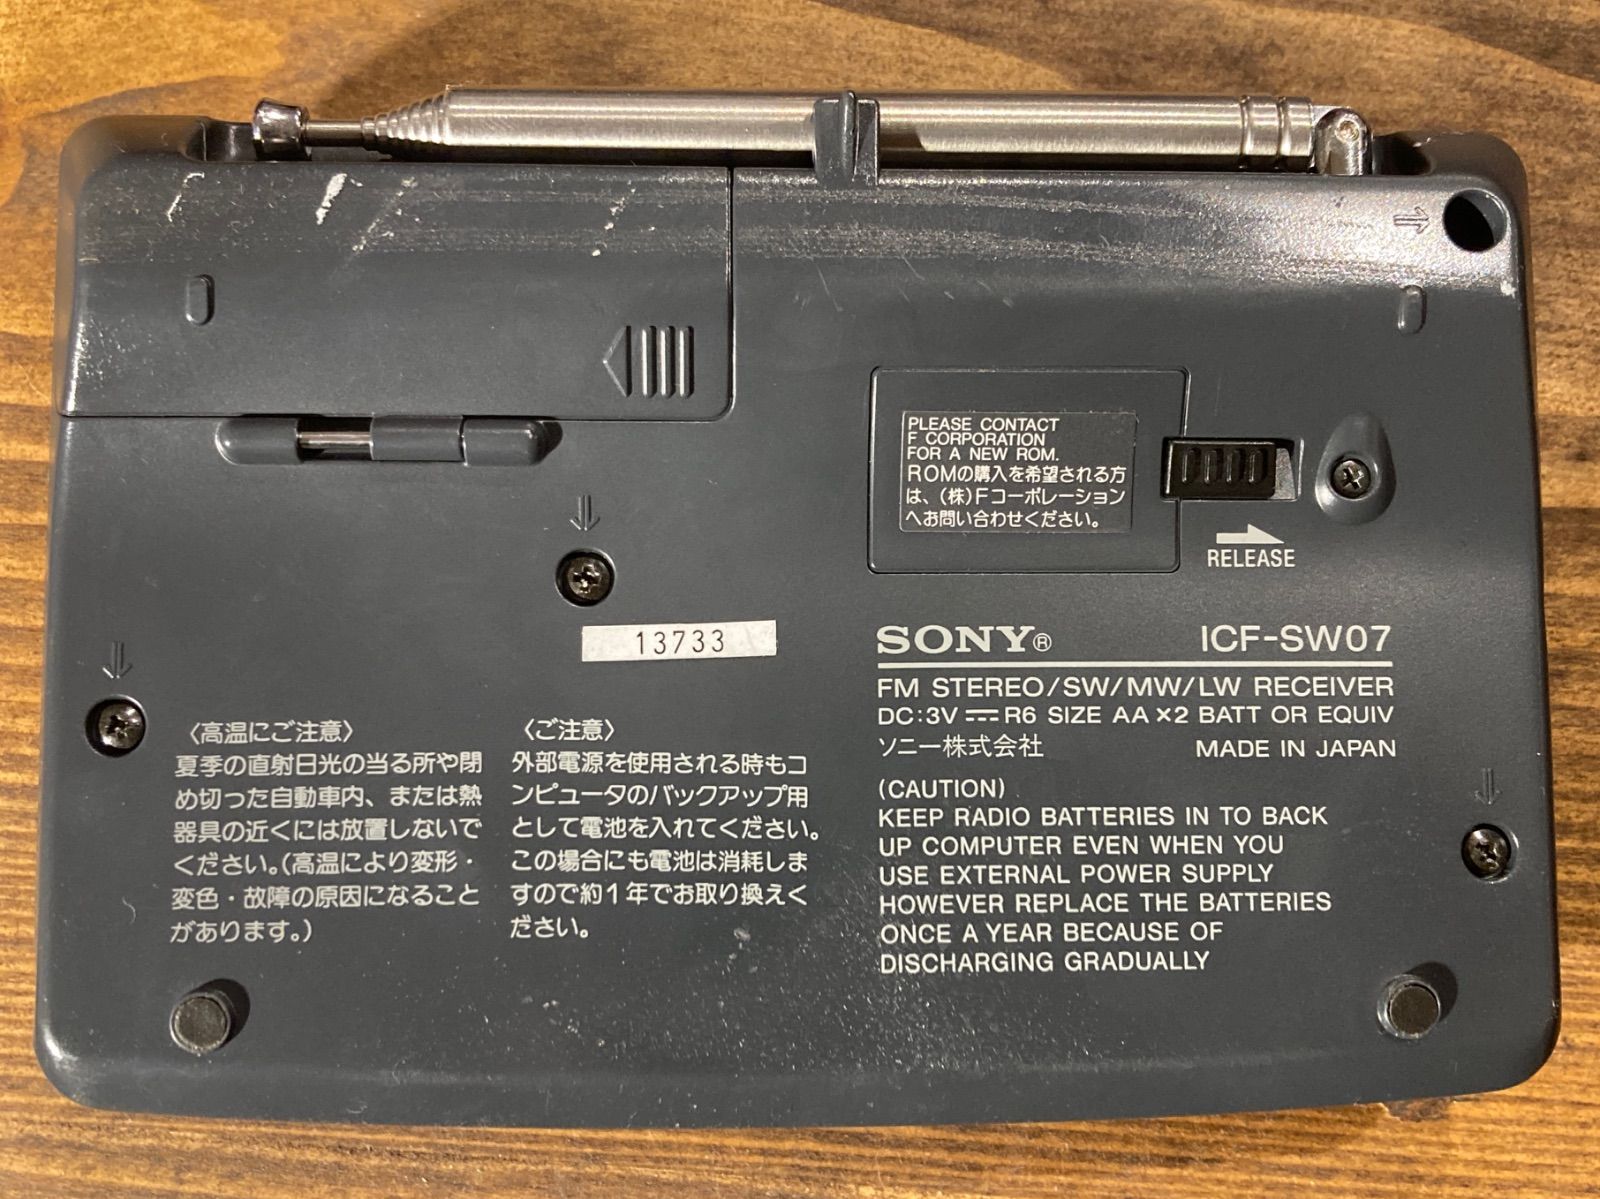 PLEASE CONTACT
F CORPORATION
FOR A NEW ROM.
ROMの購入を希望される方
は、(株)Fコーポレーション
へお問い合わせください。
RELEASE
13733
SONY®
ICF-SW07
FM STEREO/SW/MW/LW RECEIVER
DC:3V ⎓ R6 SIZE AA×2 BATT OR EQUIV
ソニー株式会社
MADE IN JAPAN
〈高温にご注意〉
夏季の直射日光の当る所や閉
め切った自動車内、または熱
器具の近くには放置しないで
ください。(高温により変形・
変色・故障の原因になること
があります。)
〈ご注意〉
外部電源を使用される時もコ
ンピュータのバックアップ用
として電池を入れてください。
この場合にも電池は消耗しま
すので約1年でお取り換えく
ださい。
(CAUTION)
KEEP RADIO BATTERIES IN TO BACK
UP COMPUTER EVEN WHEN YOU
USE EXTERNAL POWER SUPPLY
HOWEVER REPLACE THE BATTERIES
ONCE A YEAR BECAUSE OF
DISCHARGING GRADUALLY